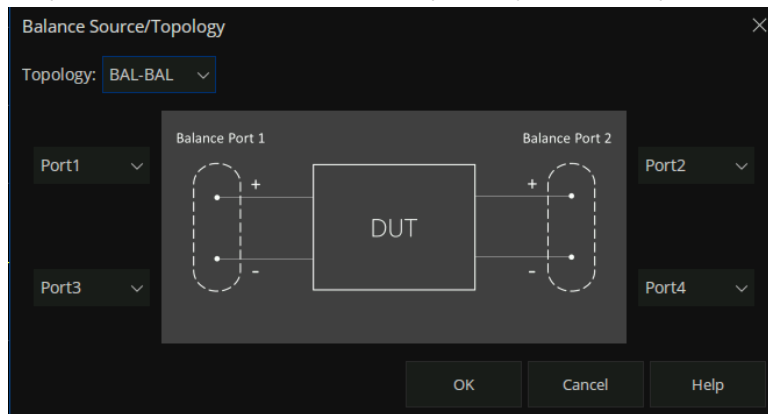 Balance Source/Topology
Topology: BAL-BAL
Balance Port 1 Balance Port 2
Port1 Port2
+ +
DUT
- -
Port3 Port4
OK Cancel Help